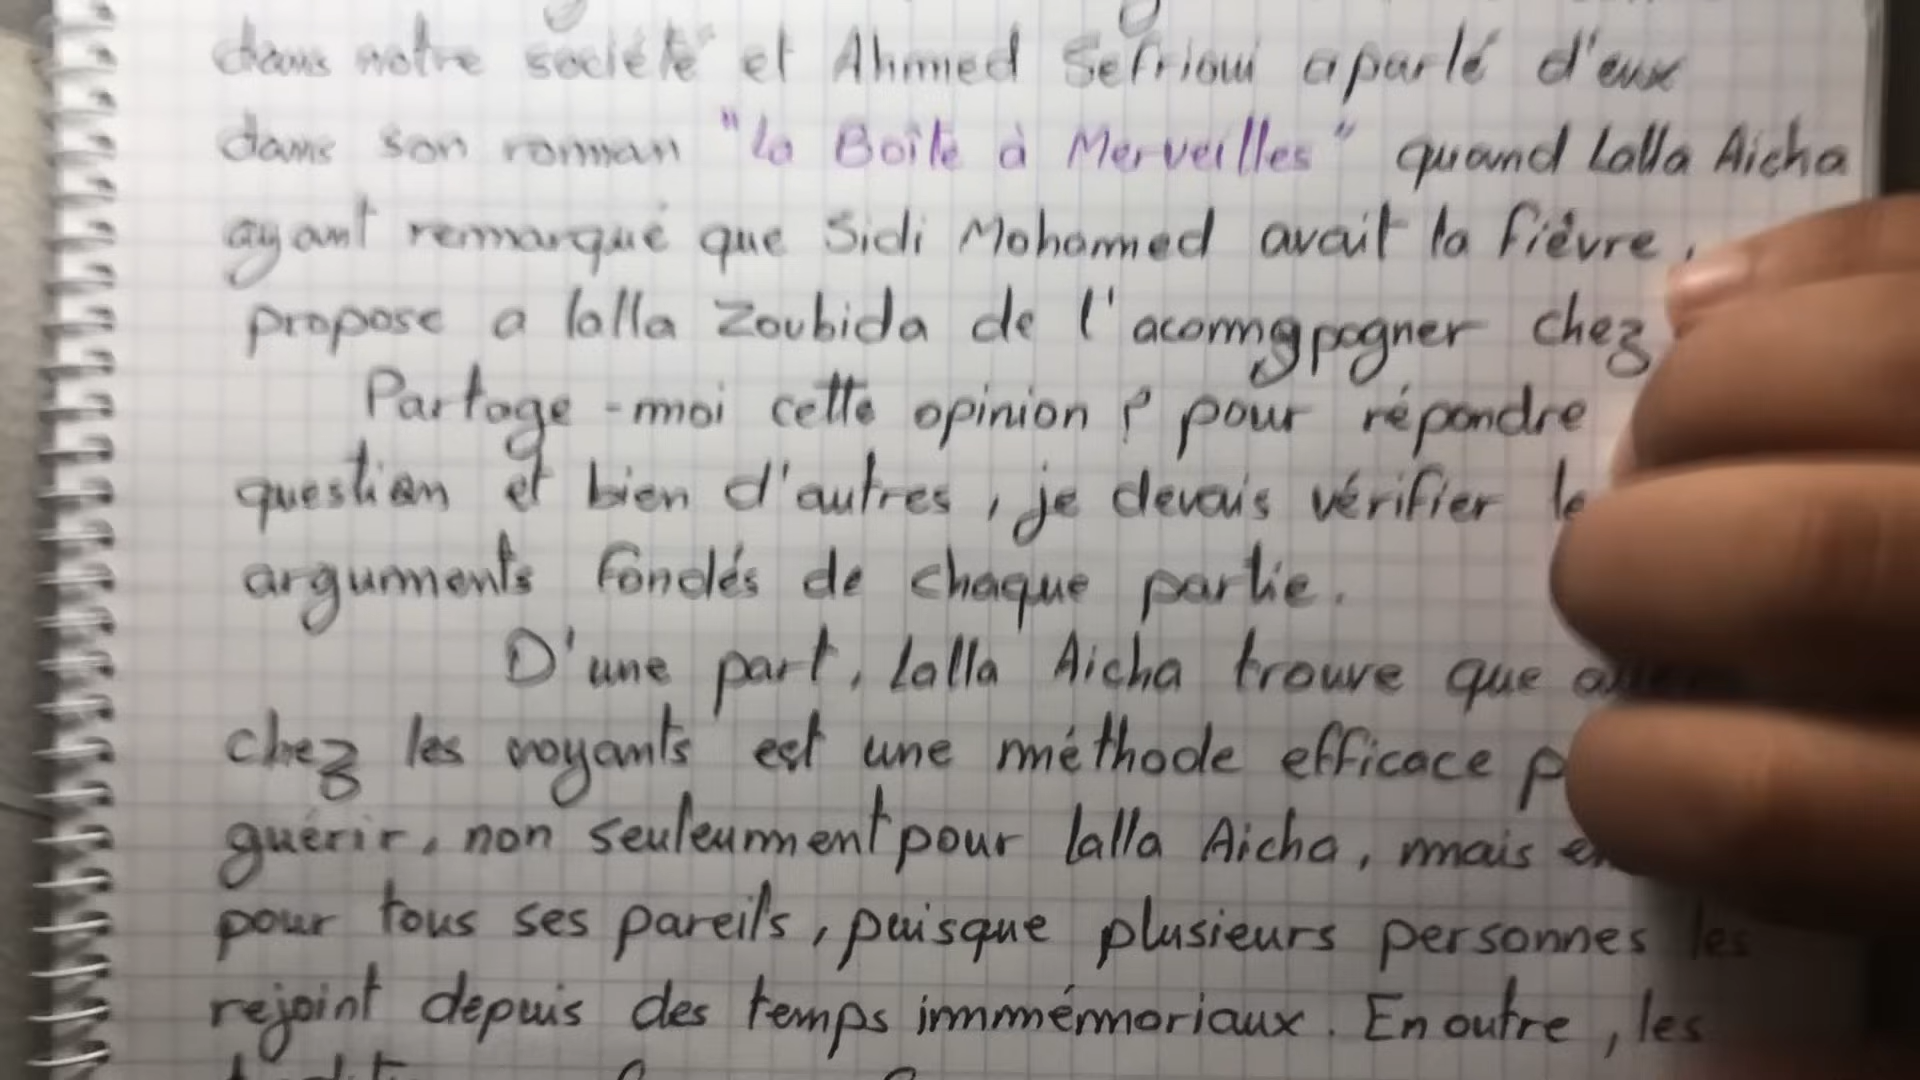 dans notre société et Ahmed Sefrioui a parlé d'eux
dans son roman "La Boîte à Merveilles" quand Lalla Aicha
ayant remarqué que Sidi Mohammed avait la fièvre,
propose a lalla Zoubida de l'acommgpagner chez
Partage-moi cette opinion ? pour répondre
question et bien d'autres, je devais vérifier le
arguments fondés de chaque partie.
D'une part, Lalla Aicha trouve que
chez les voyants est une méthode efficace
guérir, non seuleument pour lalla Aicha, mais
pour tous ses pareils, puisque plusieurs personnes les
rejoint depuis des temps immémoriaux. En outre, les